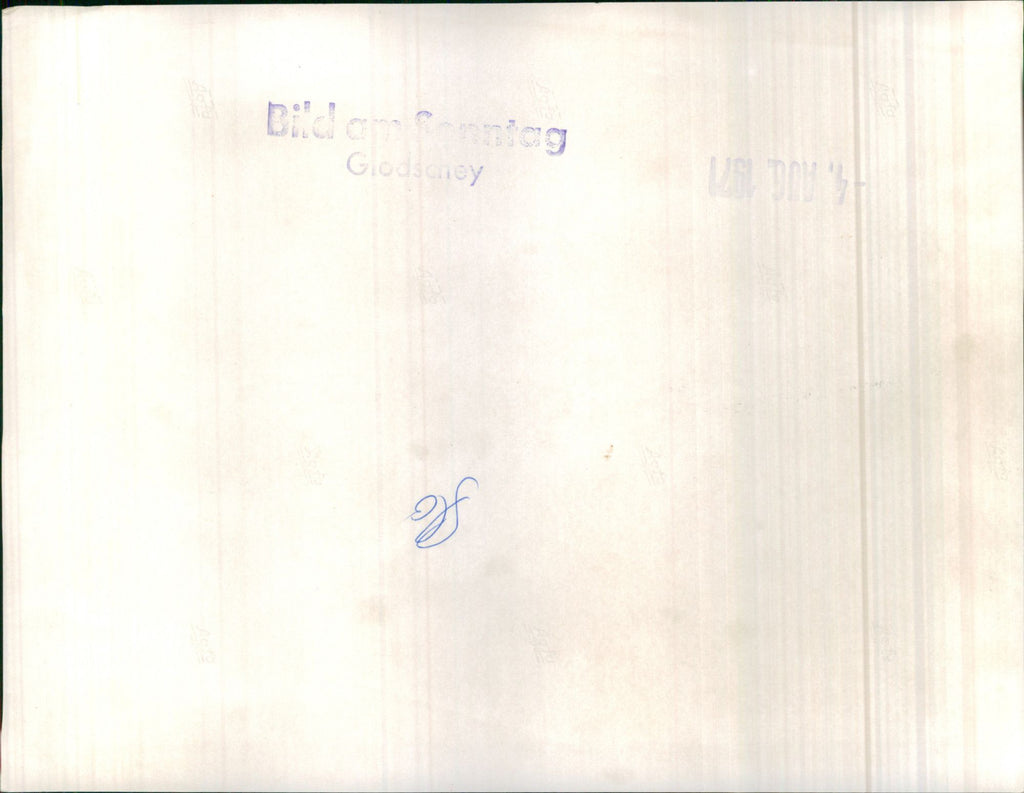 Bild am Sonntag
Glodschey
- 4. AUG. 1971